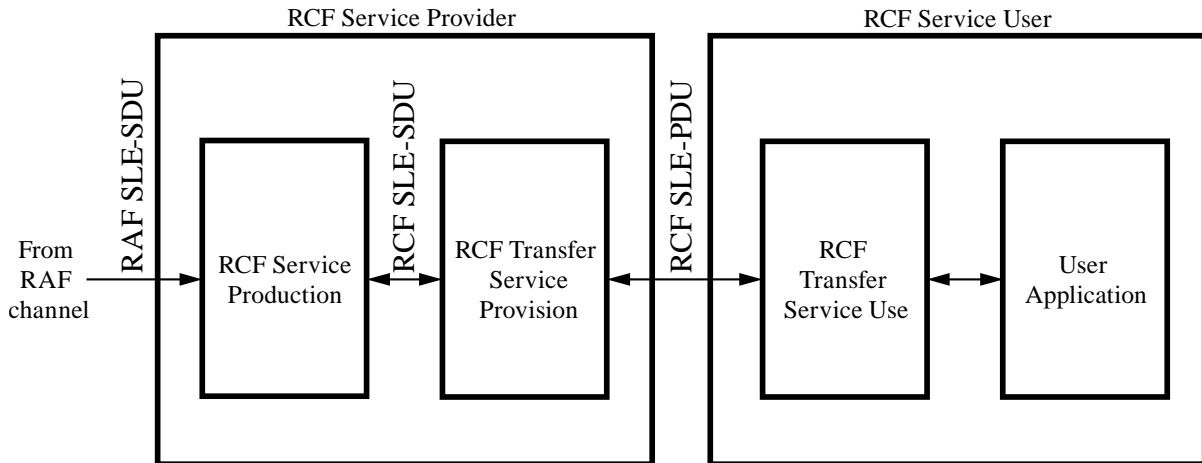 RCF Service Provider
RCF Service User
RAF SLE-SDU
RCF SLE-SDU
RCF SLE-PDU
From
RAF
channel
RCF Service
Production
RCF Transfer
Service
Provision
RCF
Transfer
Service Use
User
Application